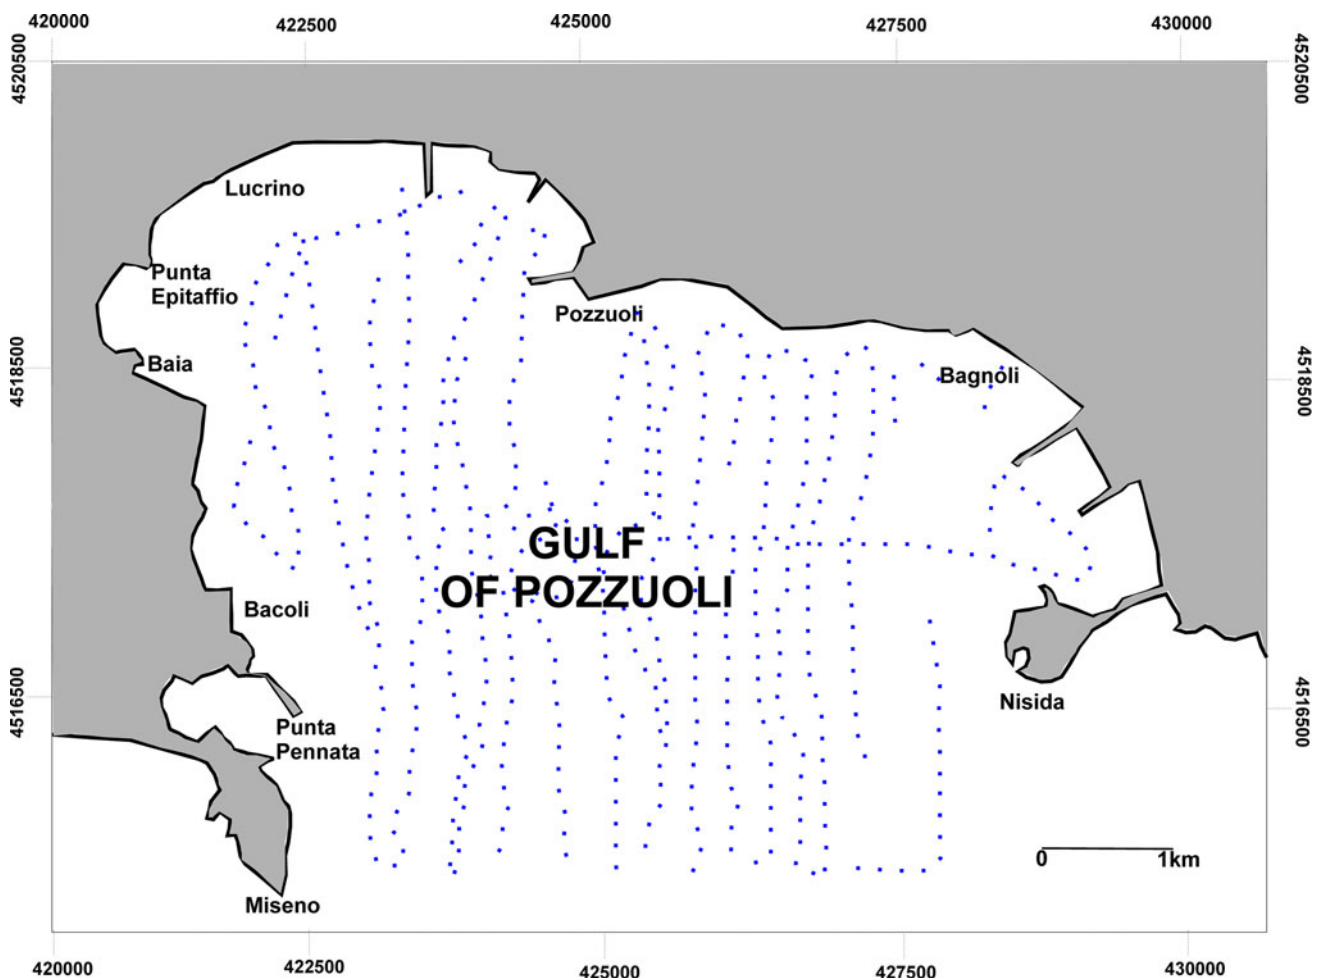 420000
422500
425000
427500
430000
4520500
4520500
Lucrino
Punta
Epitaffio
Pozzuoli
Baia
Bagnoli
4518500
4518500
GULF
OF POZZUOLI
Bacoli
Nisida
4516500
4516500
Punta
Pennata
0
1km
Miseno
420000
422500
425000
427500
430000